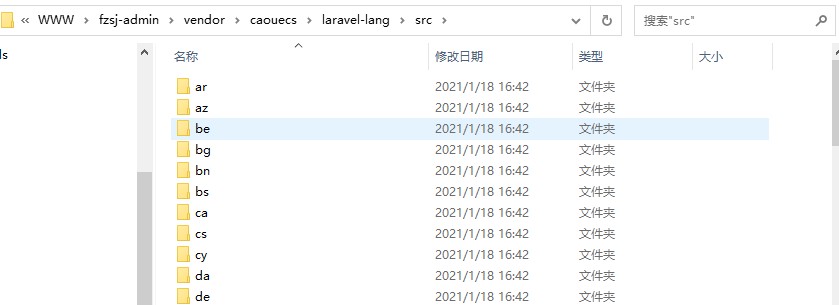 « WWW > fzsj-admin > vendor > caouecs > laravel-lang > src > 搜索"src"
ls
名称 修改日期 类型 大小
ar 2021/1/18 16:42 文件夹
az 2021/1/18 16:42 文件夹
be 2021/1/18 16:42 文件夹
bg 2021/1/18 16:42 文件夹
bn 2021/1/18 16:42 文件夹
bs 2021/1/18 16:42 文件夹
ca 2021/1/18 16:42 文件夹
cs 2021/1/18 16:42 文件夹
cy 2021/1/18 16:42 文件夹
da 2021/1/18 16:42 文件夹
de 2021/1/18 16:42 文件夹